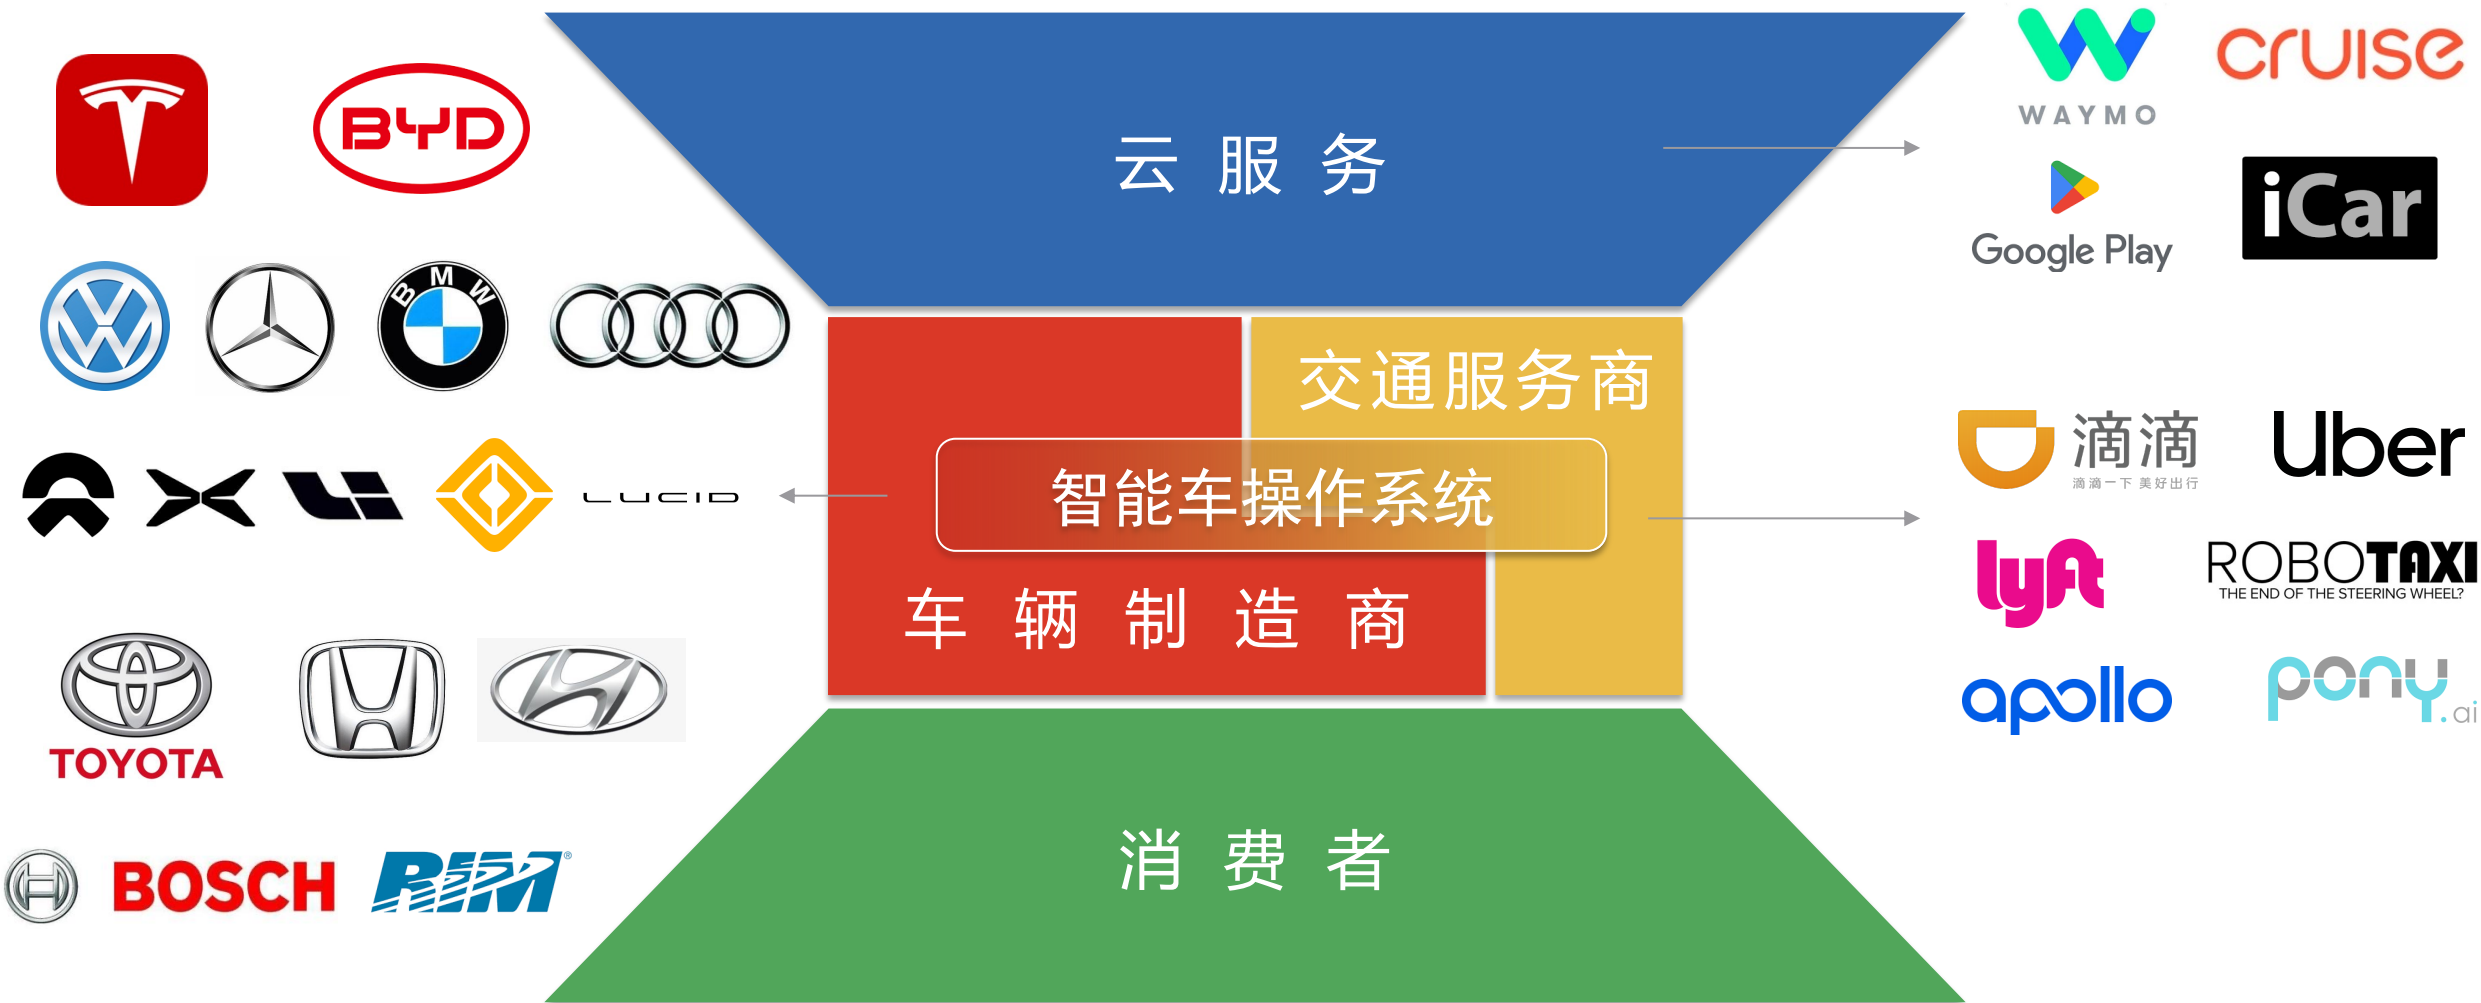 云服务
WAYMO
cruise
BYD
Google Play
iCar
BMW
交通服务商
滴滴
滴滴一下 美好出行
Uber
智能车操作系统
LUCID
lyft
ROBOTAXI
THE END OF THE STEERING WHEEL?
车辆制造商
TOYOTA
apollo
pony.ai
消费者
BOSCH
RIM®